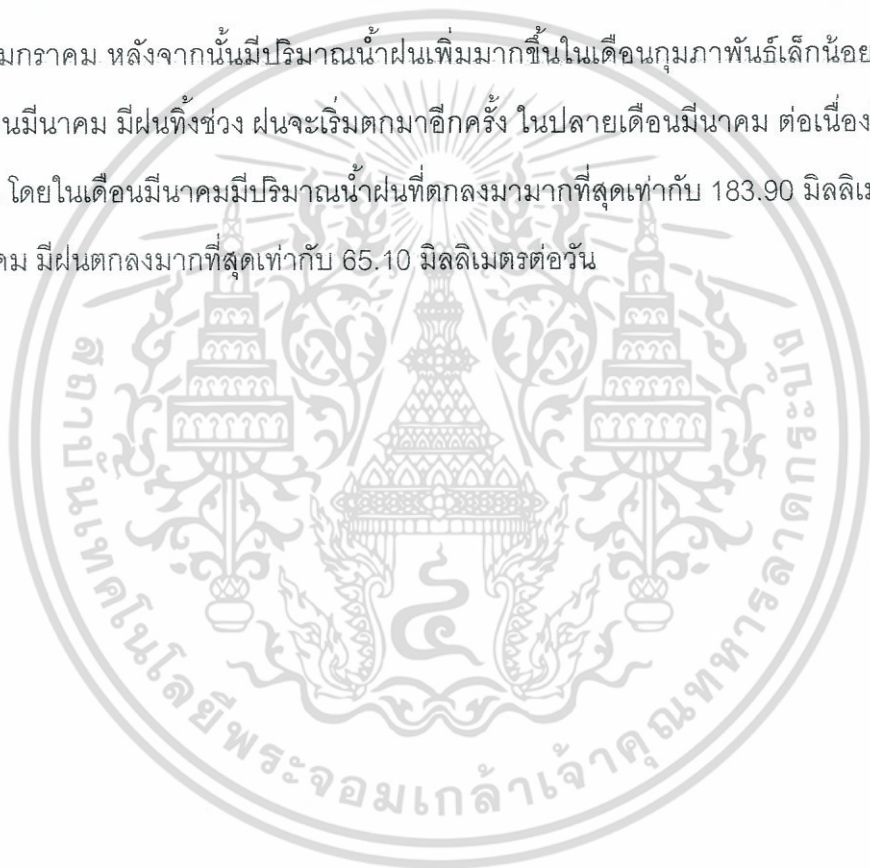 มกราคม หลังจากนั้นมีปริมาณน้ำฝนเพิ่มมากขึ้นในเดือนกุมภาพันธ์เล็กน้อย
นมีนาคม มีฝนทิ้งช่วง ฝนจะเริ่มตกมาอีกครั้ง ในปลายเดือนมีนาคม ต่อเนื่อง
โดยในเดือนมีนาคมมีปริมาณน้ำฝนที่ตกลงมามากที่สุดเท่ากับ 183.90 มิลลิเม
คม มีฝนตกลงมากที่สุดเท่ากับ 65.10 มิลลิเมตรต่อวัน
สถาบันเทคโนโลยีพระจอมเกล้าเจ้าคุณทหารลาดกระบัง
๔